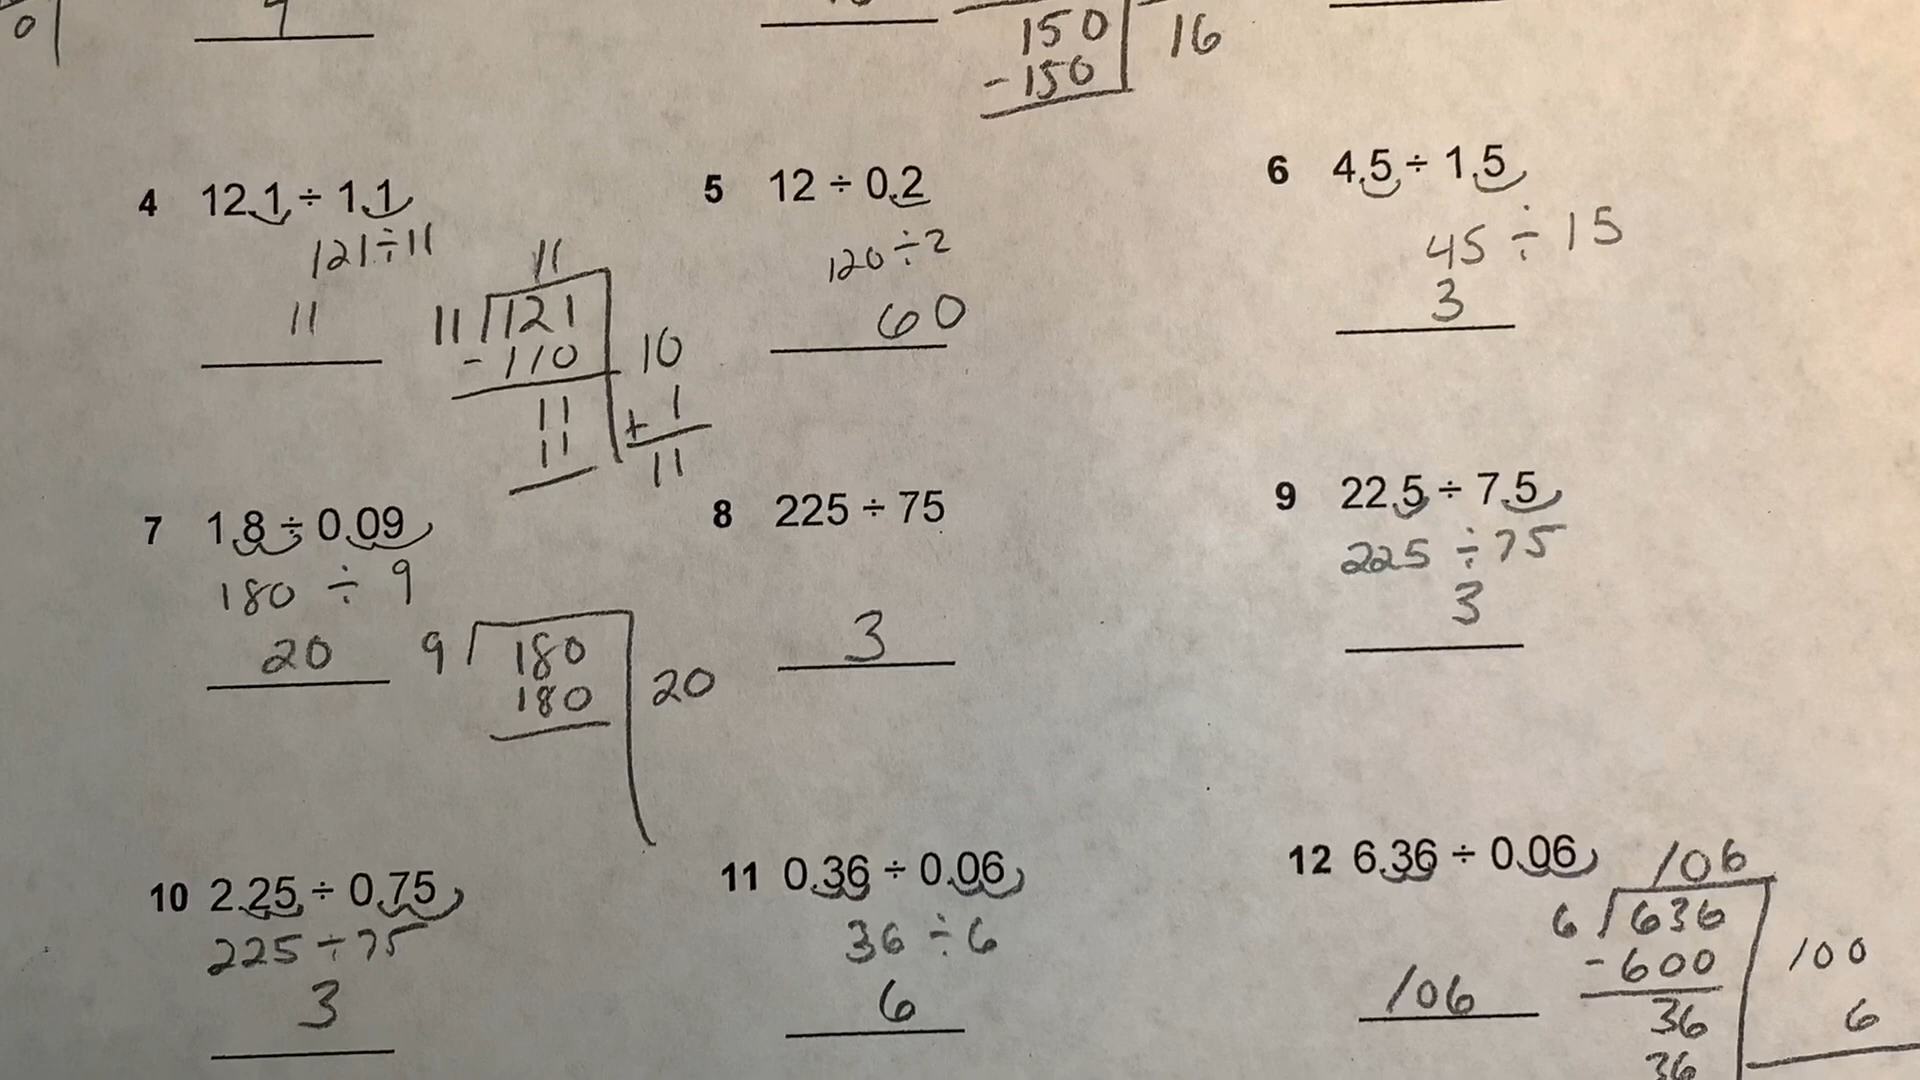 0 9
150 16
-150
4 12.1 ÷ 1.1
121÷11
11
11
11 121
-110 10
11 + 1
11 11
5 12 ÷ 0.2
120÷2
60
6 4.5 ÷ 1.5
45 ÷ 15
3
7 1.8 ÷ 0.09
180 ÷ 9
20
9 180
180 20
8 225 ÷ 75
3
9 22.5 ÷ 7.5
225 ÷75
3
10 2.25 ÷ 0.75
225 ÷75
3
11 0.36 ÷ 0.06
36 ÷ 6
6
12 6.36 ÷ 0.06
106
106
6 636
-600 100
36 6
36